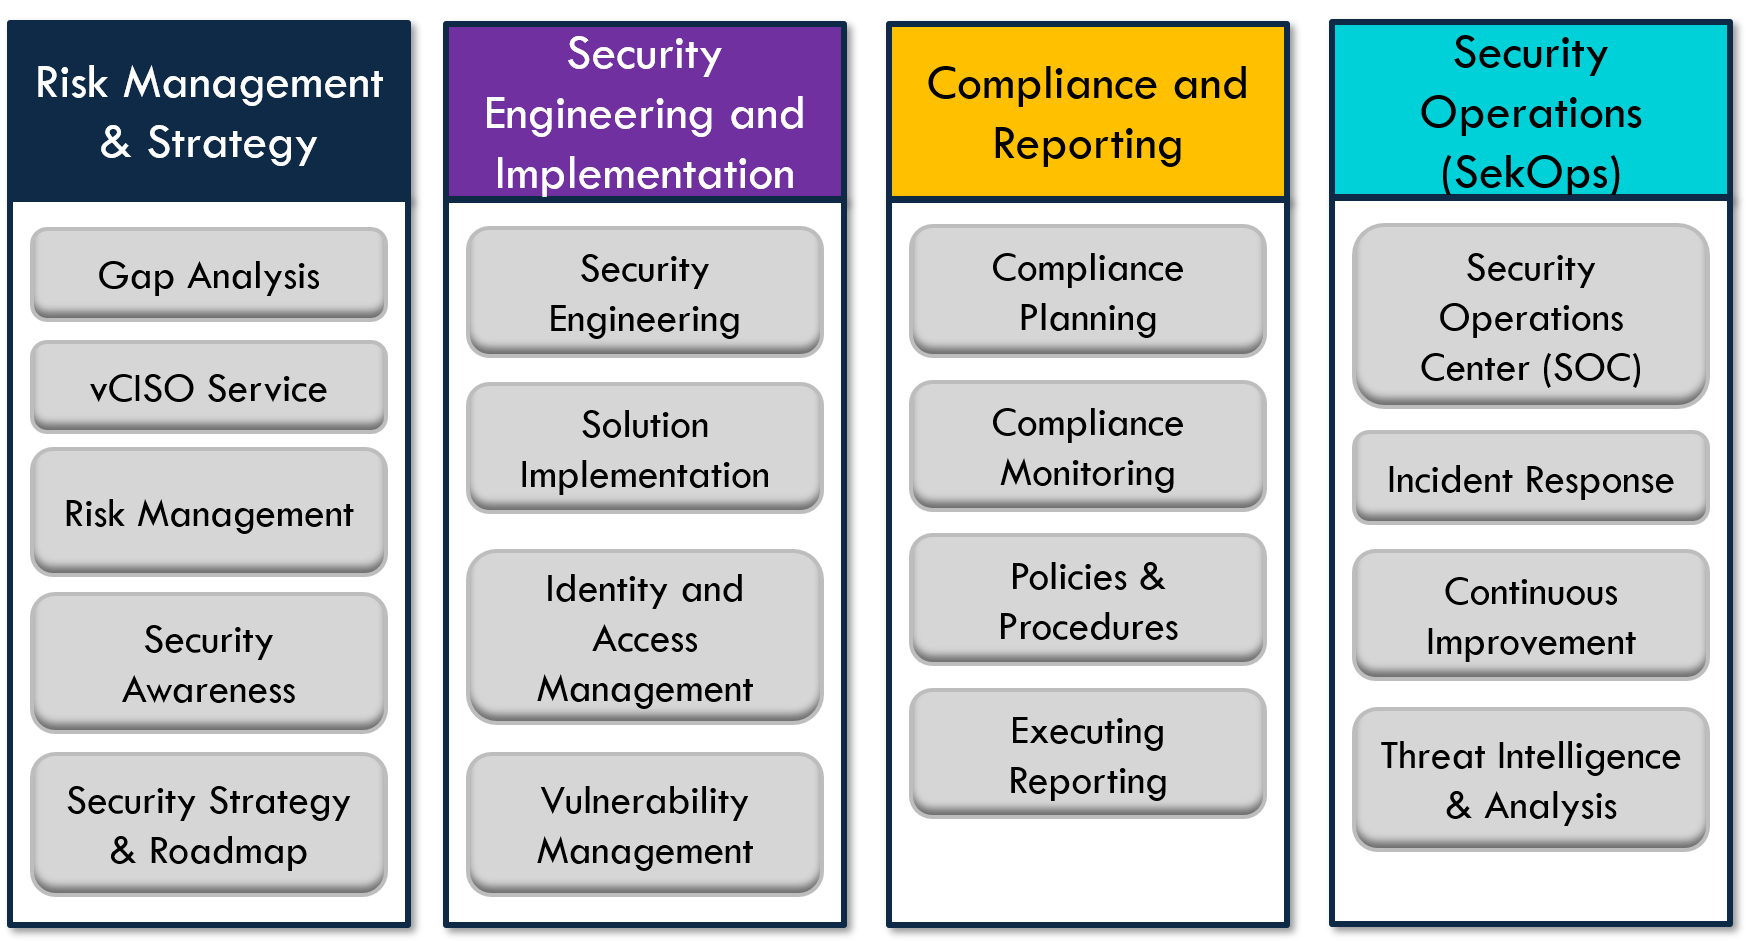 Risk Management
& Strategy
Gap Analysis
vCISO Service
Risk Management
Security
Awareness
Security Strategy
& Roadmap
Security
Engineering and
Implementation
Security
Engineering
Solution
Implementation
Identity and
Access
Management
Vulnerability
Management
Compliance and
Reporting
Compliance
Planning
Compliance
Monitoring
Policies &
Procedures
Executing
Reporting
Security
Operations
(SekOps)
Security
Operations
Center (SOC)
Incident Response
Continuous
Improvement
Threat Intelligence
& Analysis